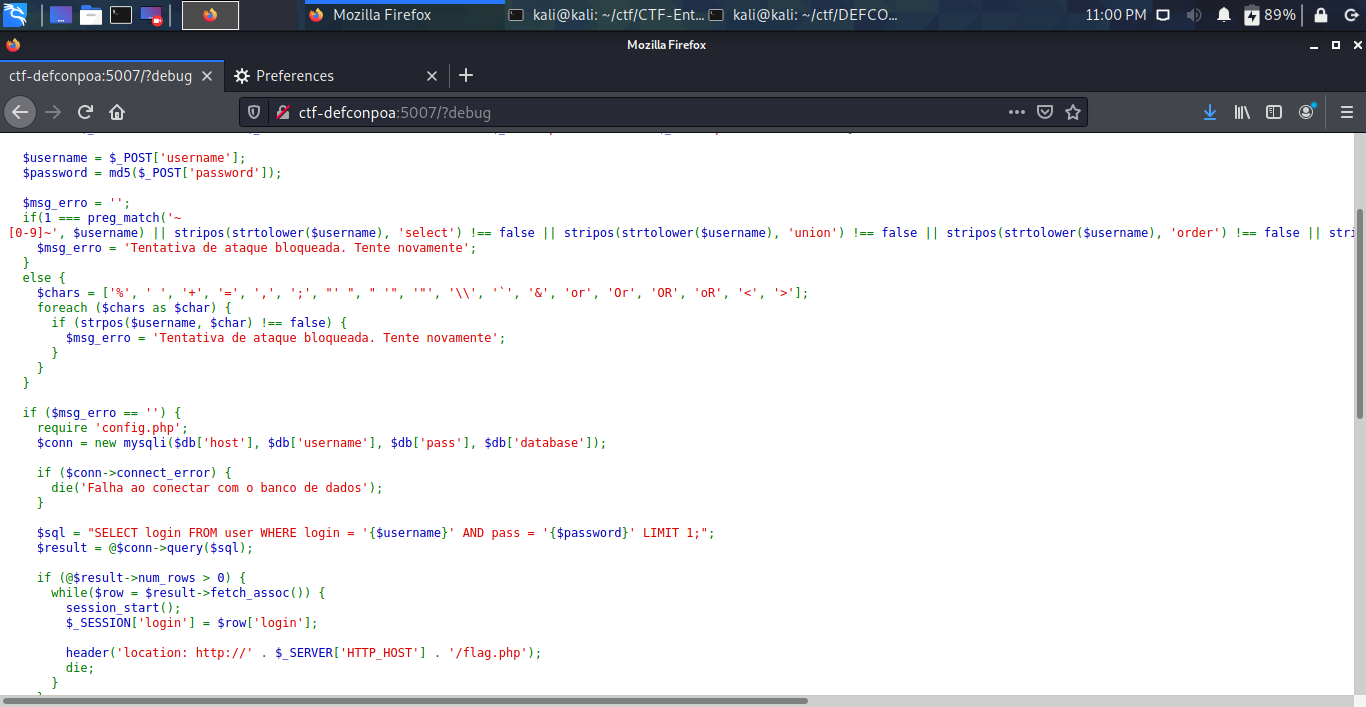 Mozilla Firefox
kali@kali: ~/ctf/CTF-Ent...
kali@kali: ~/ctf/DEFCO...
11:00 PM
89%
Mozilla Firefox
ctf-defconpoa:5007/?debug
Preferences
ctf-defconpoa:5007/?debug
$username = $_POST['username'];
$password = md5($_POST['password']);
$msg_erro = '';
if(1 === preg_match('~
[0-9]~', $username) || stripos(strtolower($username), 'select') !== false || stripos(strtolower($username), 'union') !== false || stripos(strtolower($username), 'order') !== false || stri
$msg_erro = 'Tentativa de ataque bloqueada. Tente novamente';
}
else {
$chars = ['%', ' ', '+', '=', ',', ';', "' ", " '", '"', '\\', '`', '&', 'or', 'Or', 'OR', 'oR', '<', '>'];
foreach ($chars as $char) {
if (strpos($username, $char) !== false) {
$msg_erro = 'Tentativa de ataque bloqueada. Tente novamente';
}
}
}
if ($msg_erro == '') {
require 'config.php';
$conn = new mysqli($db['host'], $db['username'], $db['pass'], $db['database']);
if ($conn->connect_error) {
die('Falha ao conectar com o banco de dados');
}
$sql = "SELECT login FROM user WHERE login = '{$username}' AND pass = '{$password}' LIMIT 1;";
$result = @$conn->query($sql);
if (@$result->num_rows > 0) {
while($row = $result->fetch_assoc()) {
session_start();
$_SESSION['login'] = $row['login'];
header('location: http://' . $_SERVER['HTTP_HOST'] . '/flag.php');
die;
}